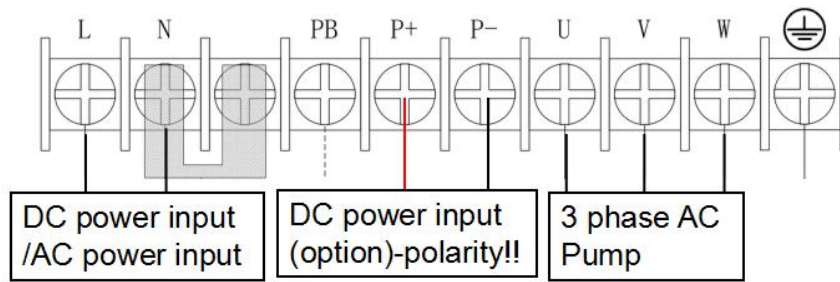 L N PB P+ P- U V W
DC power input
/AC power input
DC power input
(option)-polarity!!
3 phase AC
Pump